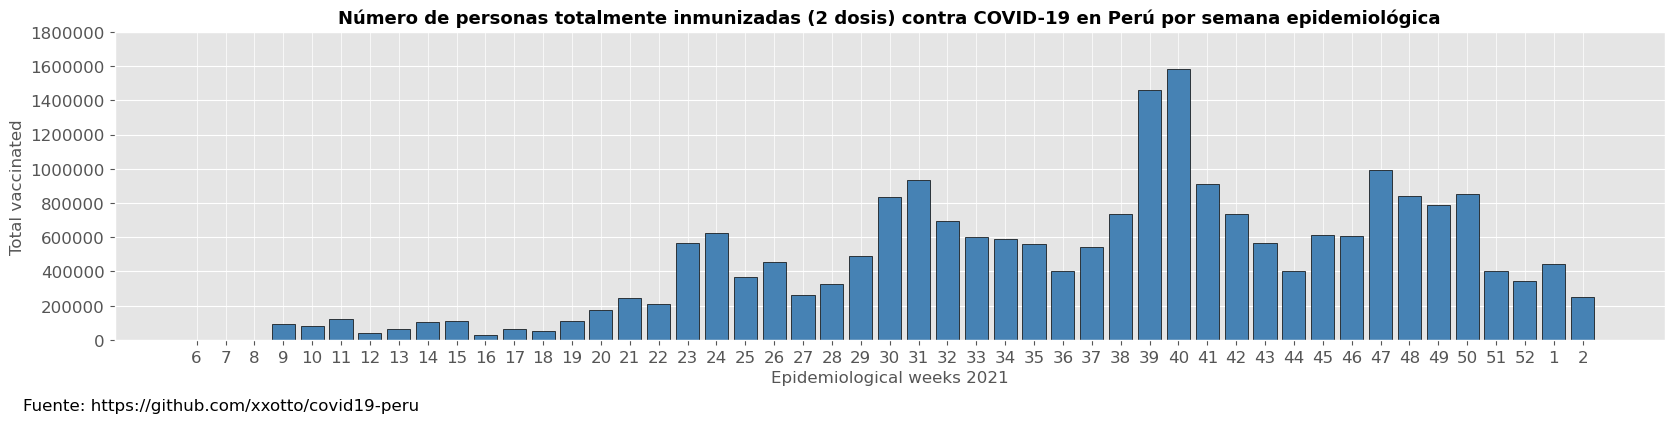 Número de personas totalmente inmunizadas (2 dosis) contra COVID-19 en Perú por semana epidemiológica
1800000
1600000
1400000
1200000
1000000
800000
600000
400000
200000
0
Total vaccinated
6 7 8 9 10 11 12 13 14 15 16 17 18 19 20 21 22 23 24 25 26 27 28 29 30 31 32 33 34 35 36 37 38 39 40 41 42 43 44 45 46 47 48 49 50 51 52 1 2
Epidemiological weeks 2021
Fuente: https://github.com/xxotto/covid19-peru